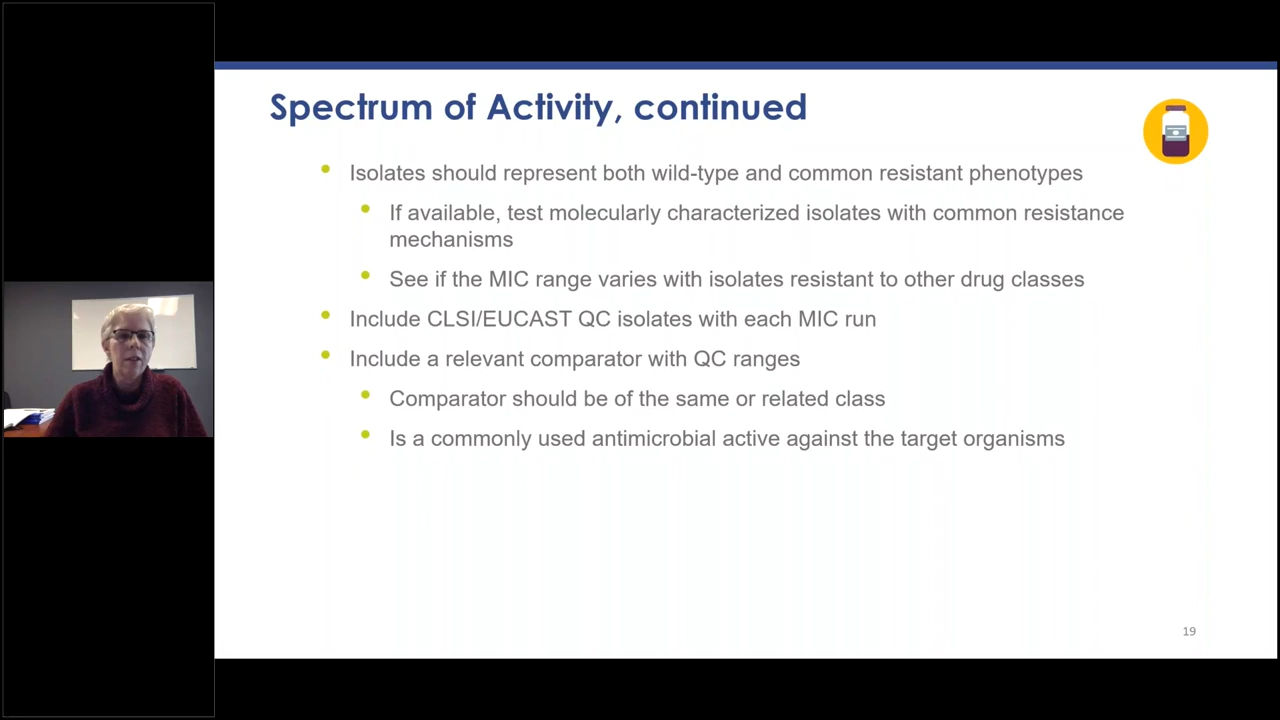 Spectrum of Activity, continued
Isolates should represent both wild-type and common resistant phenotypes
If available, test molecularly characterized isolates with common resistance
mechanisms
See if the MIC range varies with isolates resistant to other drug classes
Include CLSI/EUCAST QC isolates with each MIC run
Include a relevant comparator with QC ranges
Comparator should be of the same or related class
Is a commonly used antimicrobial active against the target organisms
19